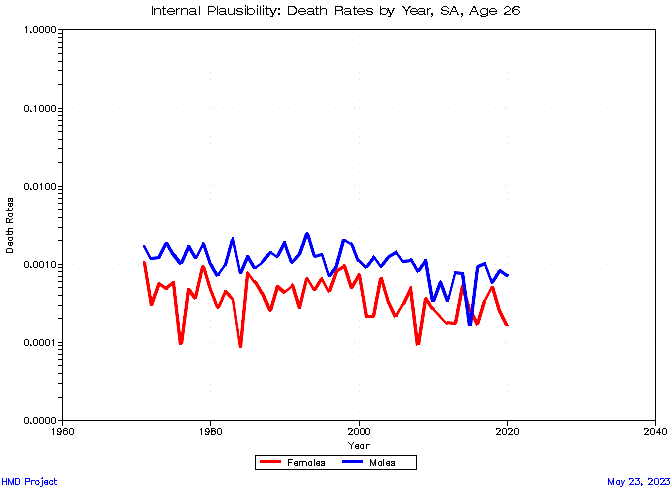 Internal Plausibility: Death Rates by Year, SA, Age 26
1.0000
0.1000
0.0100
0.0010
0.0001
0.0000
Death Rates
1960 1980 2000 2020 2040
Year
Females Males
HMD Project
May 23, 2023